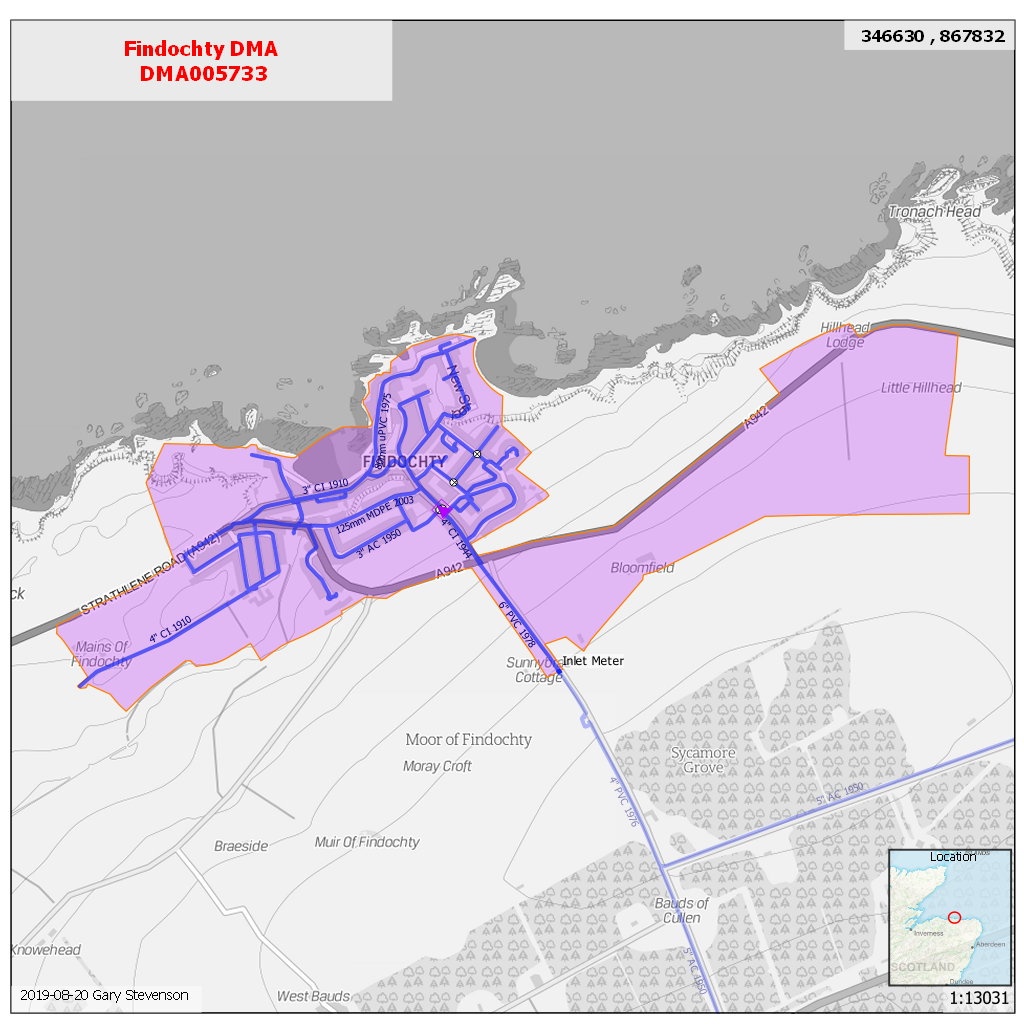 Findochty DMA
DMA005733
346630 , 867832
Tronach Head
Hillhead
Lodge
Little Hillhead
A942
New St
uPVC 1975
FINDOCHTY
3" CI 1910
125mm MDPE 2003
3" AC 1950
4" CI 1944
STRATHLENE ROAD (A942)
A942
Bloomfield
ck
4" CI 1910
6" PVC 1978
Mains Of
Findochty
Inlet Meter
Cottage
Moor of Findochty
Moray Croft
Sycamore
Grove
4" PVC 1976
5" AC 1950
Braeside
Muir Of Findochty
Bauds of
Cullen
5" AC 1950
Knowehead
West Bauds
Location
Inverness
Aberdeen
SCOTLAND
Dundee
2019-08-20 Gary Stevenson
1:13031